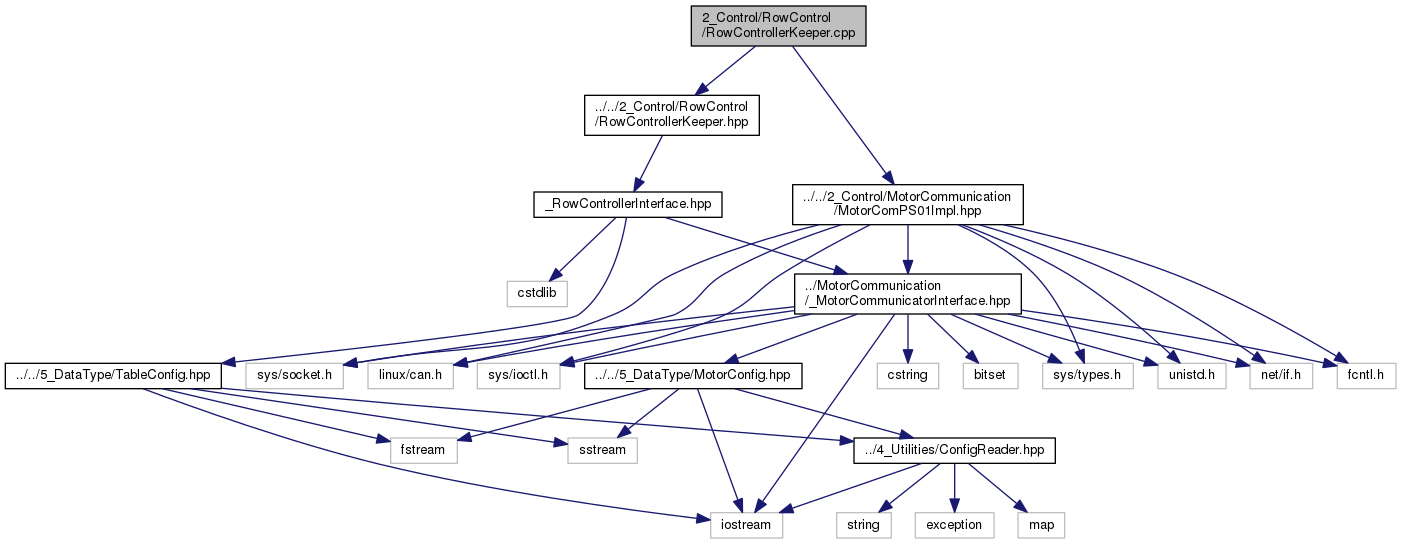 2_Control/RowControl
/RowControllerKeeper.cpp
../../2_Control/RowControl
/RowControllerKeeper.hpp
_RowControllerInterface.hpp
../../2_Control/MotorCommunication
/MotorComPS01Impl.hpp
cstdlib
../MotorCommunication
/_MotorCommunicatorInterface.hpp
../../5_DataType/TableConfig.hpp
sys/socket.h
linux/can.h
sys/ioctl.h
../../5_DataType/MotorConfig.hpp
cstring
bitset
sys/types.h
unistd.h
net/if.h
fcntl.h
fstream
sstream
../4_Utilities/ConfigReader.hpp
iostream
string
exception
map